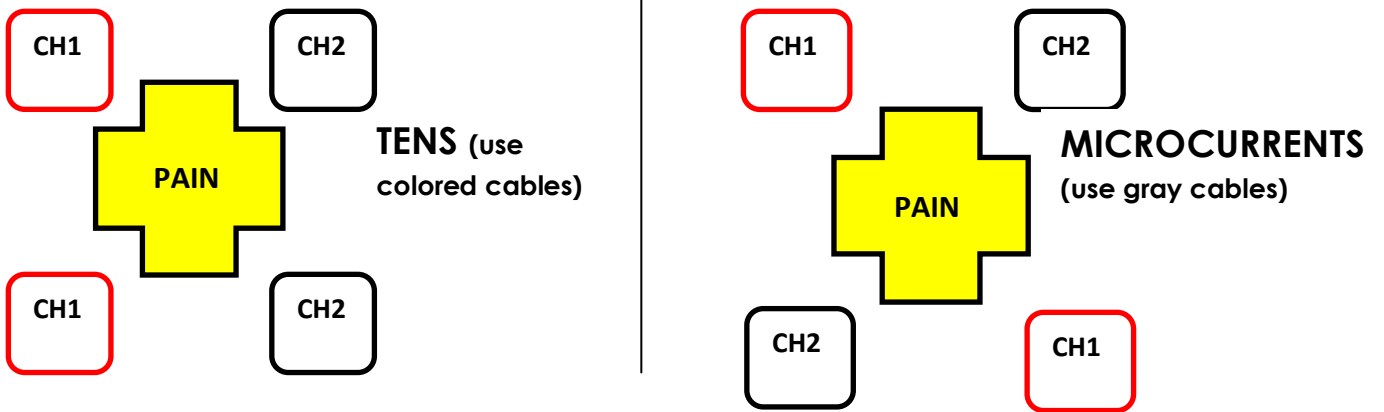 CH1
CH2
PAIN
TENS (use
colored cables)
CH1
CH2
CH1
CH2
MICROCURRENTS
(use gray cables)
PAIN
CH2
CH1